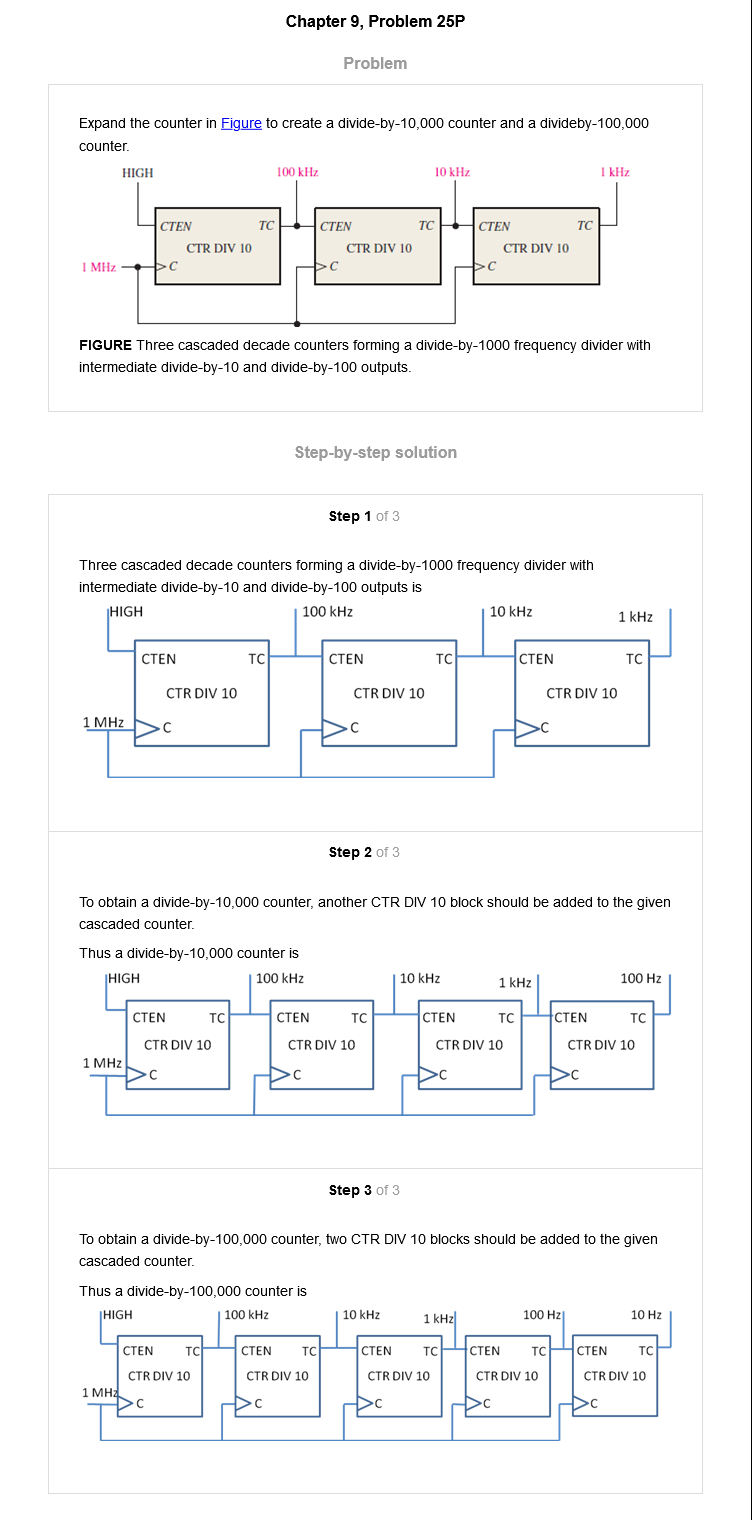 Chapter 9, Problem 25P
Problem
Expand the counter in Figure to create a divide-by-10,000 counter and a divideby-100,000
counter.
HIGH 100 kHz 10 kHz 1 kHz
CTEN TC CTEN TC CTEN TC
CTR DIV 10 CTR DIV 10 CTR DIV 10
1 MHz C C C
FIGURE Three cascaded decade counters forming a divide-by-1000 frequency divider with
intermediate divide-by-10 and divide-by-100 outputs.
Step-by-step solution
Step 1 of 3
Three cascaded decade counters forming a divide-by-1000 frequency divider with
intermediate divide-by-10 and divide-by-100 outputs is
HIGH 100 kHz 10 kHz 1 kHz
CTEN TC CTEN TC CTEN TC
CTR DIV 10 CTR DIV 10 CTR DIV 10
1 MHz C C C
Step 2 of 3
To obtain a divide-by-10,000 counter, another CTR DIV 10 block should be added to the given
cascaded counter.
Thus a divide-by-10,000 counter is
HIGH 100 kHz 10 kHz 1 kHz 100 Hz
CTEN TC CTEN TC CTEN TC CTEN TC
CTR DIV 10 CTR DIV 10 CTR DIV 10 CTR DIV 10
1 MHz C C C C
Step 3 of 3
To obtain a divide-by-100,000 counter, two CTR DIV 10 blocks should be added to the given
cascaded counter.
Thus a divide-by-100,000 counter is
HIGH 100 kHz 10 kHz 1 kHz 100 Hz 10 Hz
CTEN TC CTEN TC CTEN TC CTEN TC CTEN TC
CTR DIV 10 CTR DIV 10 CTR DIV 10 CTR DIV 10 CTR DIV 10
1 MHz C C C C C